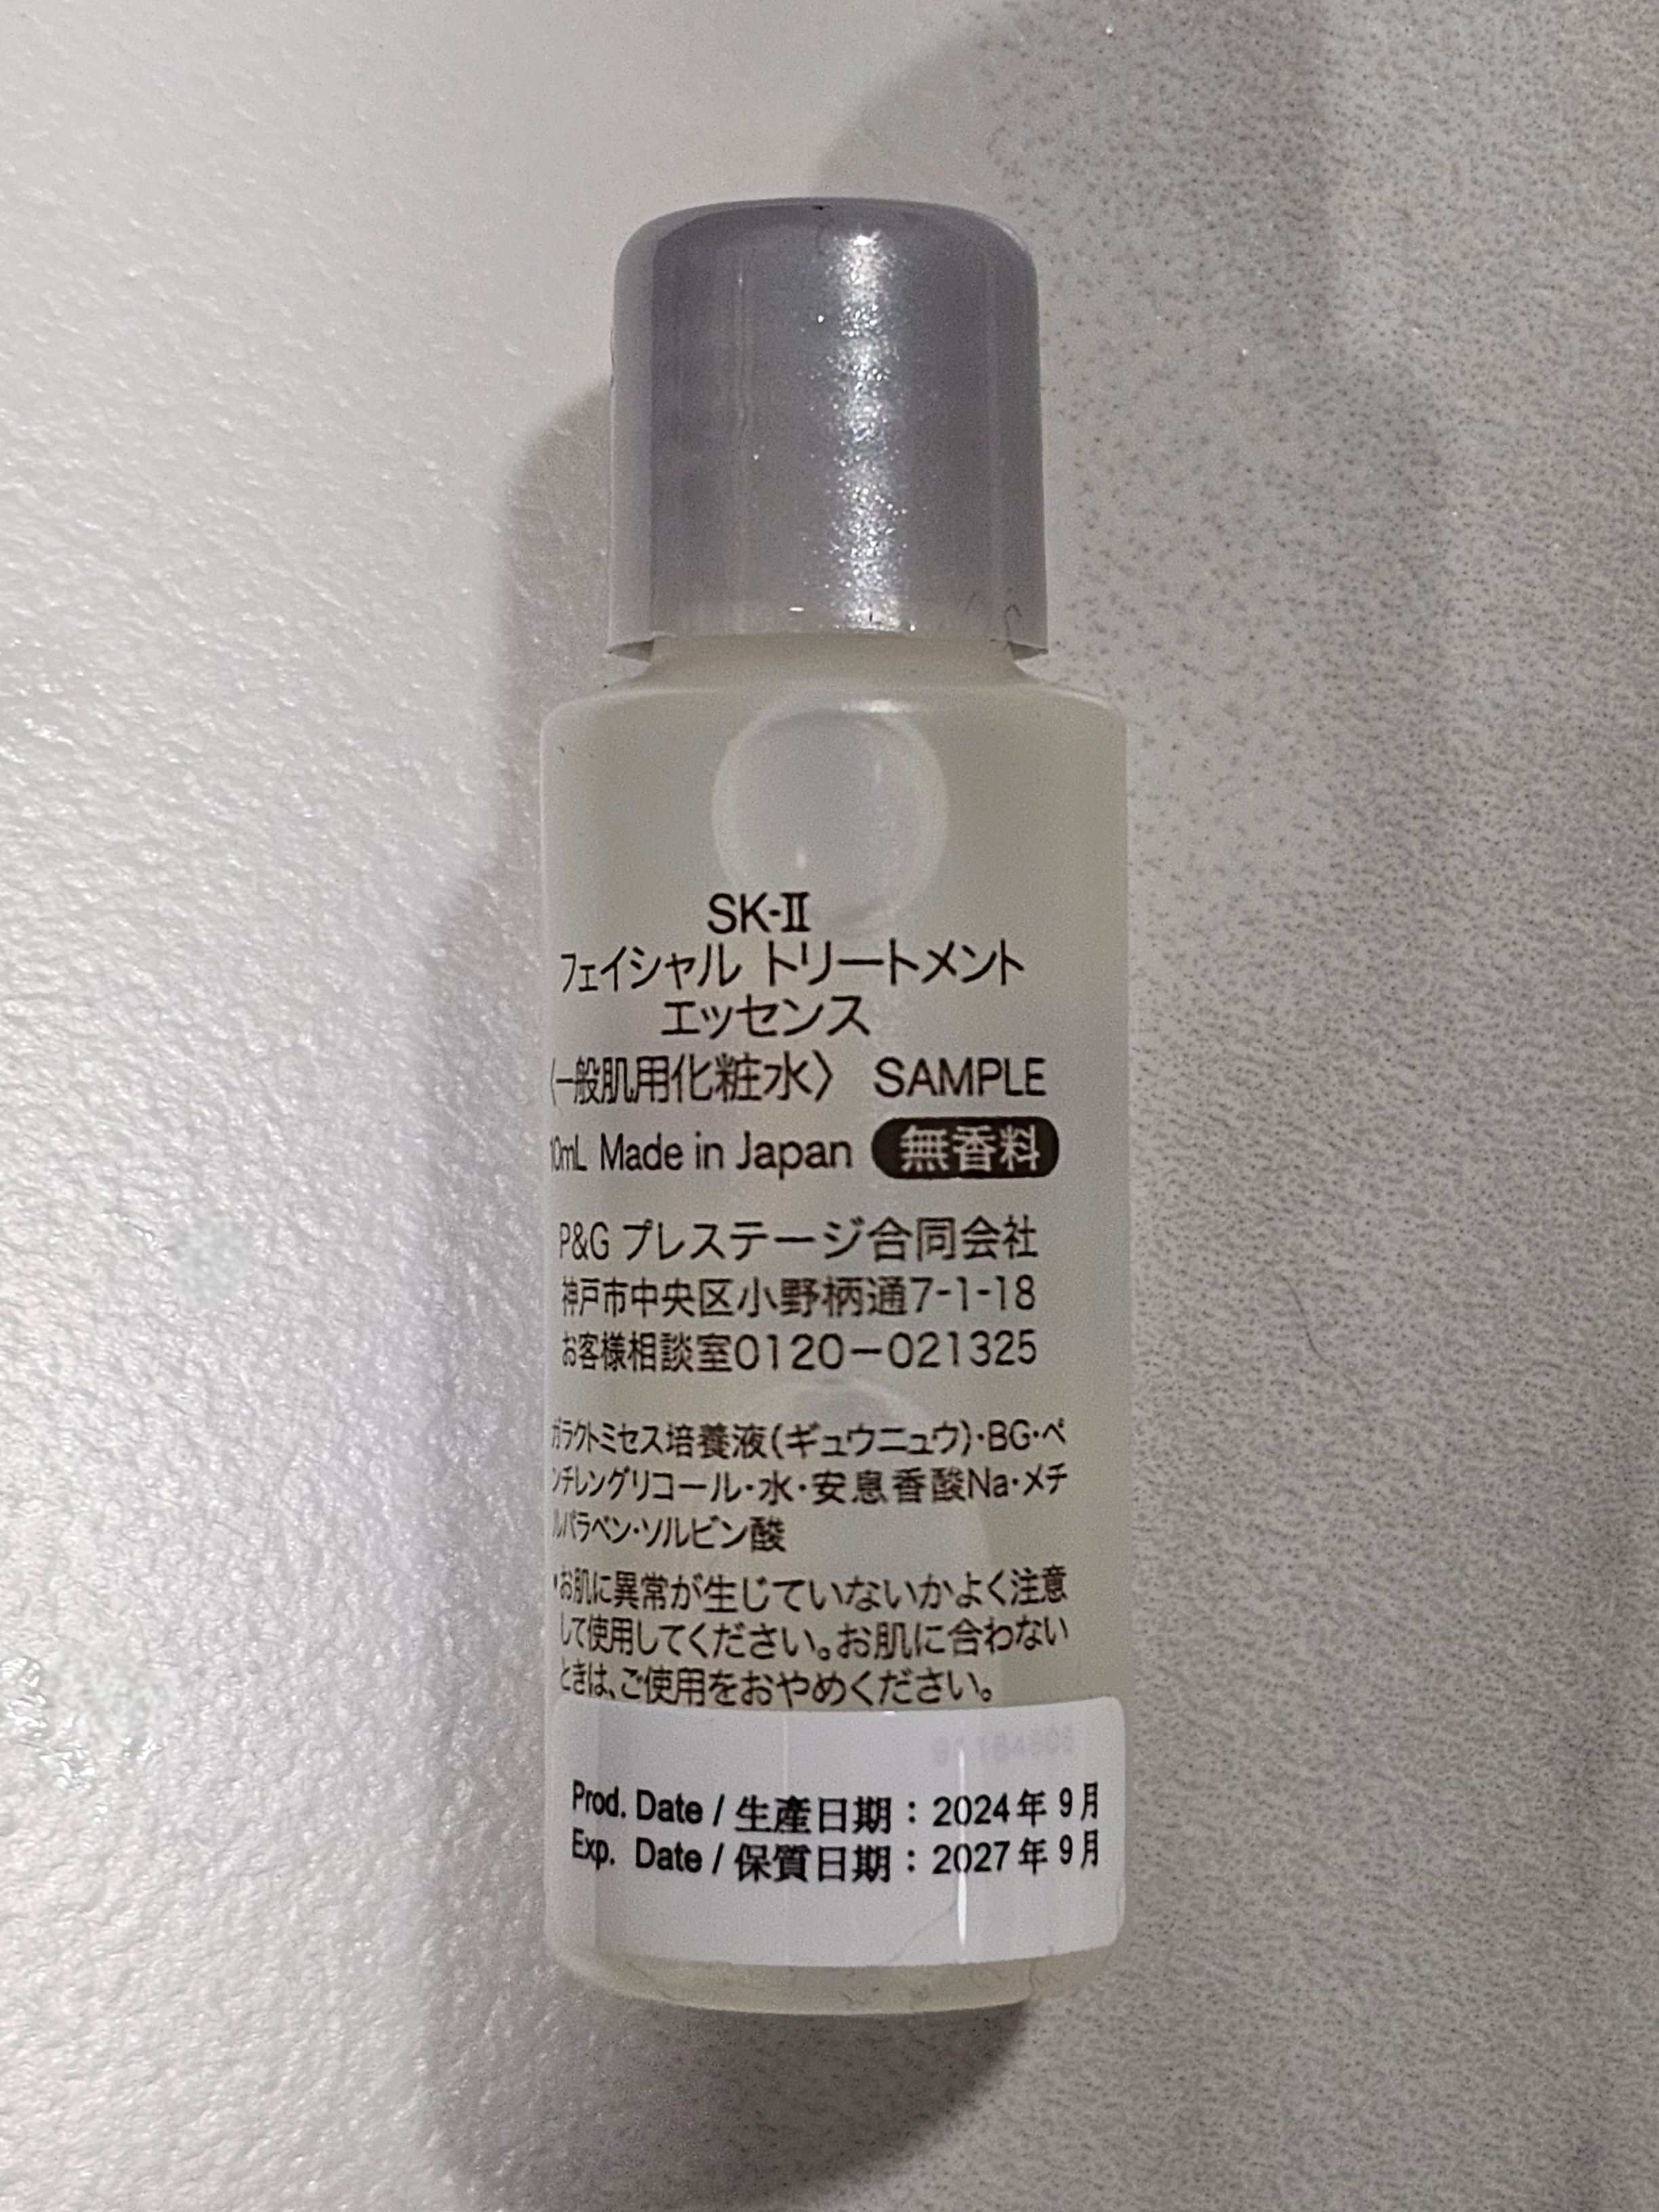 SK-Ⅱ
フェイシャル トリートメント
エッセンス
〈一般肌用化粧水〉 SAMPLE
10mL Made in Japan 無香料
P&G プレステージ合同会社
神戸市中央区小野柄通7-1-18
お客様相談室0120-021325
ガラクトミセス培養液(ギュウニュウ)・BG・ペ
ンチレングリコール・水・安息香酸Na・メチ
ルパラベン・ソルビン酸
・お肌に異常が生じていないかよく注意
して使用してください。お肌に合わない
ときは、ご使用をおやめください。
Prod. Date / 生產日期 : 2024年 9月
Exp. Date / 保質日期 : 2027年 9月